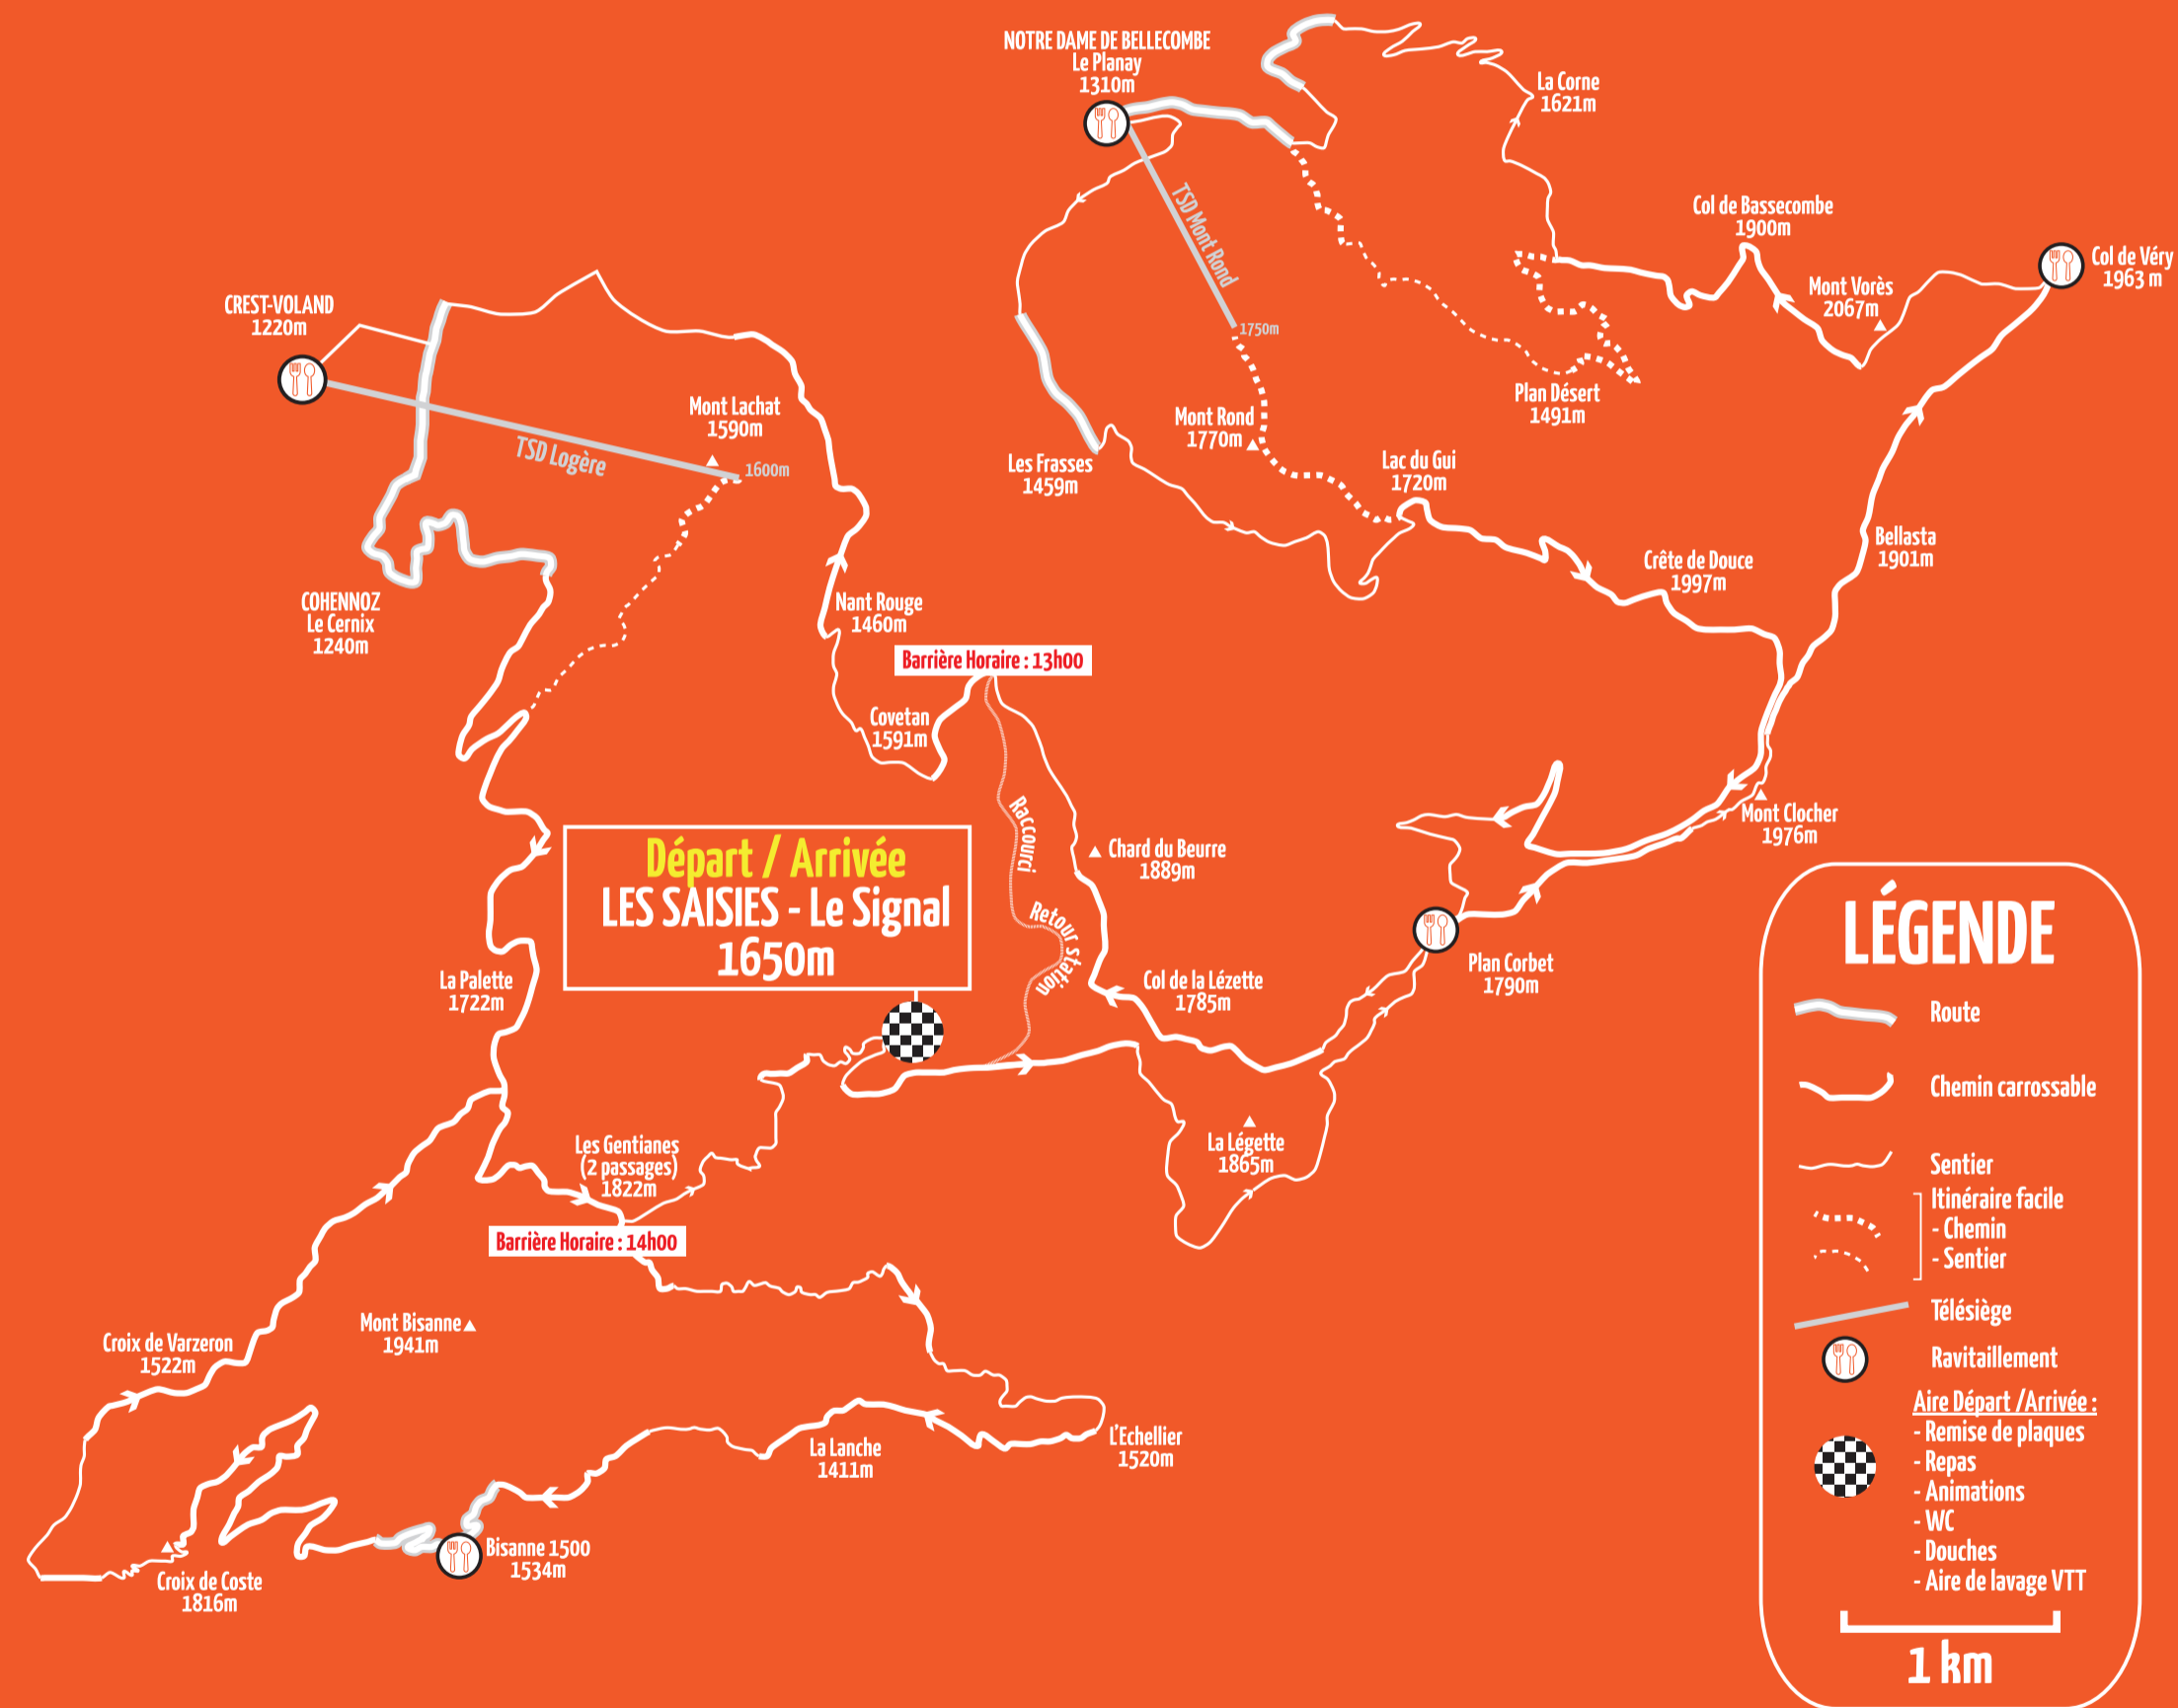 NOTRE DAME DE BELLECOMBE
Le Planay
1310m
La Corne
1621m
TSD Mont Rond
1750m
Col de Bassecombe
1900m
Col de Véry
1963 m
Mont Vorès
2067m
CREST-VOLAND
1220m
Mont Lachat
1590m
TSD Logère
1600m
Mont Rond
1770m
Plan Désert
1491m
Les Frasses
1459m
Lac du Gui
1720m
Bellasta
1901m
Crête de Douce
1997m
COHENNOZ
Le Cernix
1240m
Nant Rouge
1460m
Barrière Horaire : 13h00
Covetan
1591m
Raccourci
Retour station
Chard du Beurre
1889m
Mont Clocher
1976m
Départ / Arrivée
LES SAISIES - Le Signal
1650m
La Palette
1722m
Col de la Lézette
1785m
Plan Corbet
1790m
Les Gentianes
(2 passages)
1822m
La Légette
1865m
Barrière Horaire : 14h00
Mont Bisanne
1941m
Croix de Varzeron
1522m
L'Echellier
1520m
La Lanche
1411m
Bisanne 1500
1534m
Croix de Coste
1816m
LÉGENDE
Route
Chemin carrossable
Sentier
Itinéraire facile
- Chemin
- Sentier
Télésiège
Ravitaillement
Aire Départ /Arrivée :
- Remise de plaques
- Repas
- Animations
- WC
- Douches
- Aire de lavage VTT
1 km